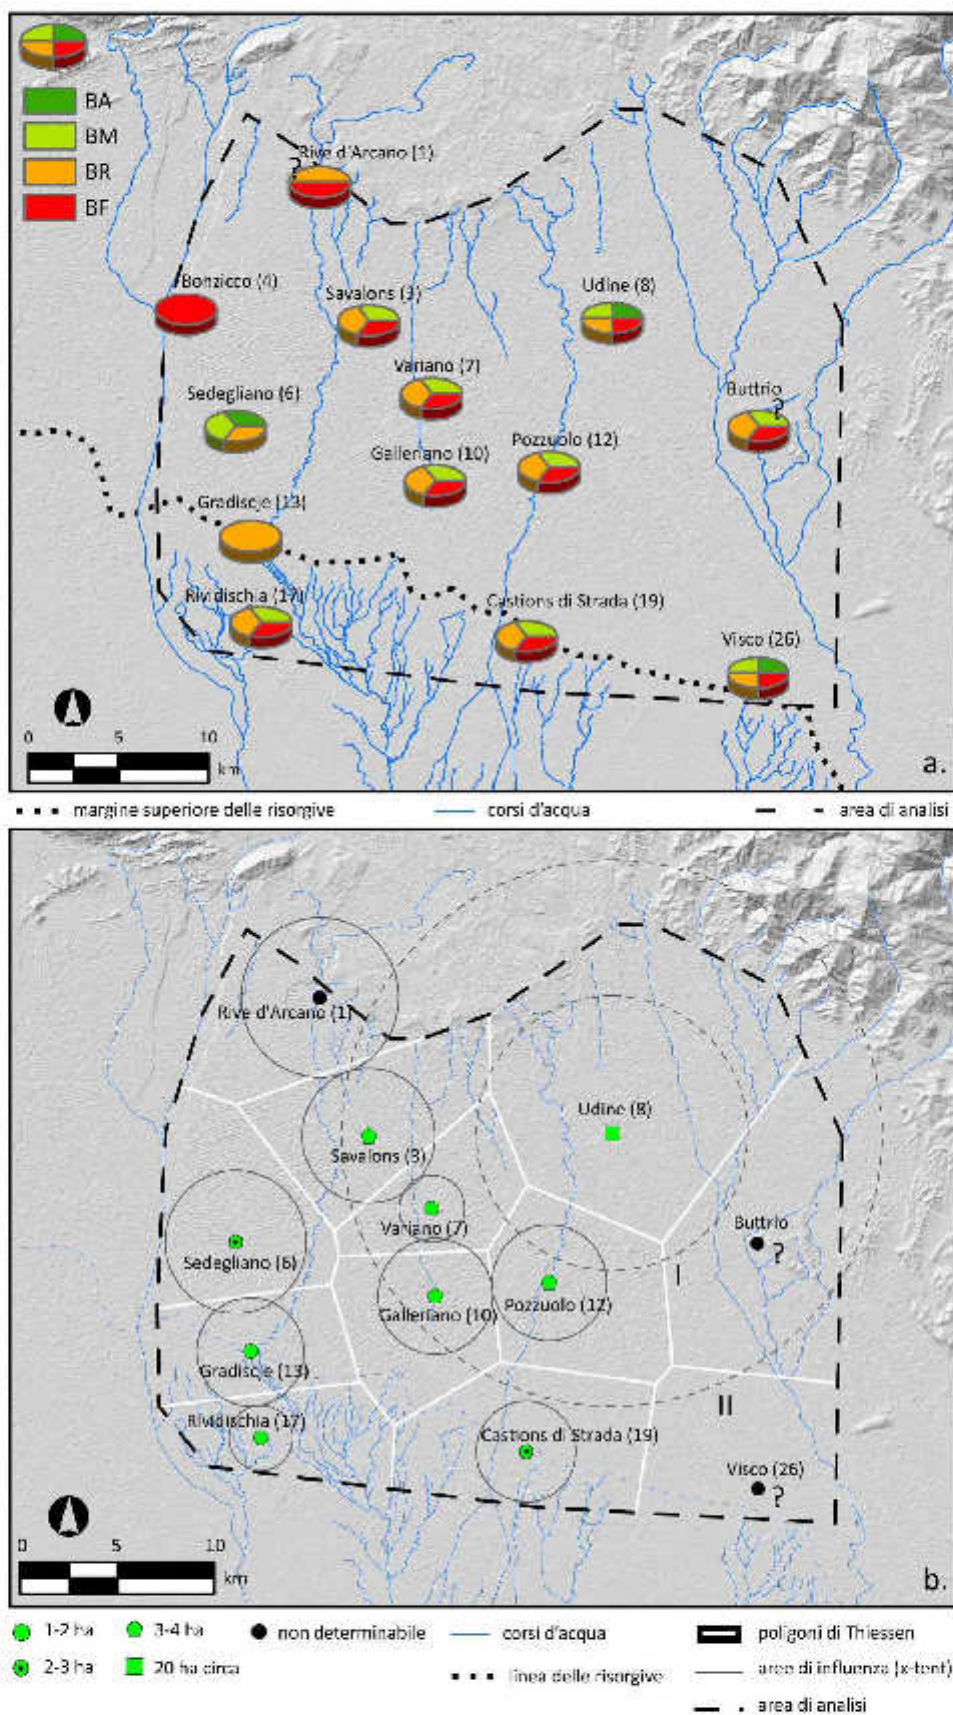 BA
BM
BR
BF
Rive d'Arcano (1)
?
Bonzicco (4)
Savalons (3)
Udine (8)
Variano (7)
Sedegliano (6)
Buttrio
?
Galleriano (10)
Pozzuolo (12)
Gradiscje (13)
Rividischia (17)
Castions di Strada (19)
Visco (26)
0 5 10
km
a.
margine superiore delle risorgive corsi d'acqua area di analisi
Rive d'Arcano (1)
Udine (8)
Savalons (3)
Variano (7)
Buttrio
?
Sedegliano (6)
I
Galleriano (10)
Pozzuolo (12)
Gradiscje (13)
II
Rividischia (17)
Castions di Strada (19)
Visco (26)
?
0 5 10
km
b.
1-2 ha 3-4 ha non determinabile corsi d'acqua poligoni di Thiessen
2-3 ha 20 ha circa linea delle risorgive aree di influenza (x-tent)
area di analisi